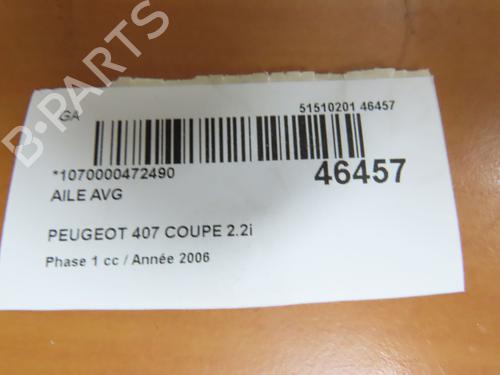 GA
51510201 46457
*1070000472490
46457
AILE AVG
PEUGEOT 407 COUPE 2.2i
Phase 1 cc / Année 2006
B-PARTS